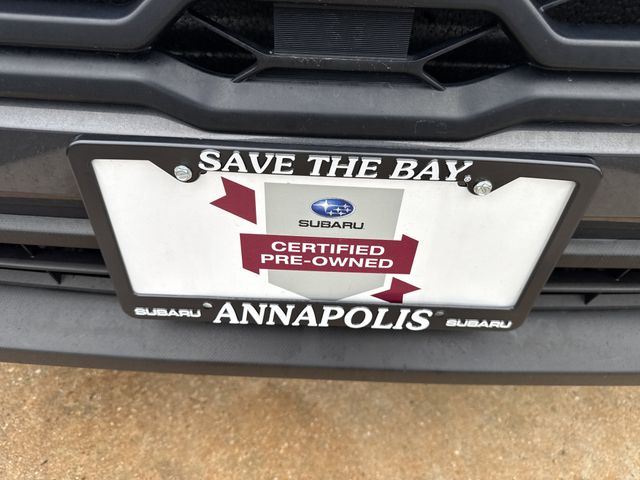 SAVE THE BAY.
SUBARU
CERTIFIED
PRE-OWNED
SUBARU ANNAPOLIS SUBARU